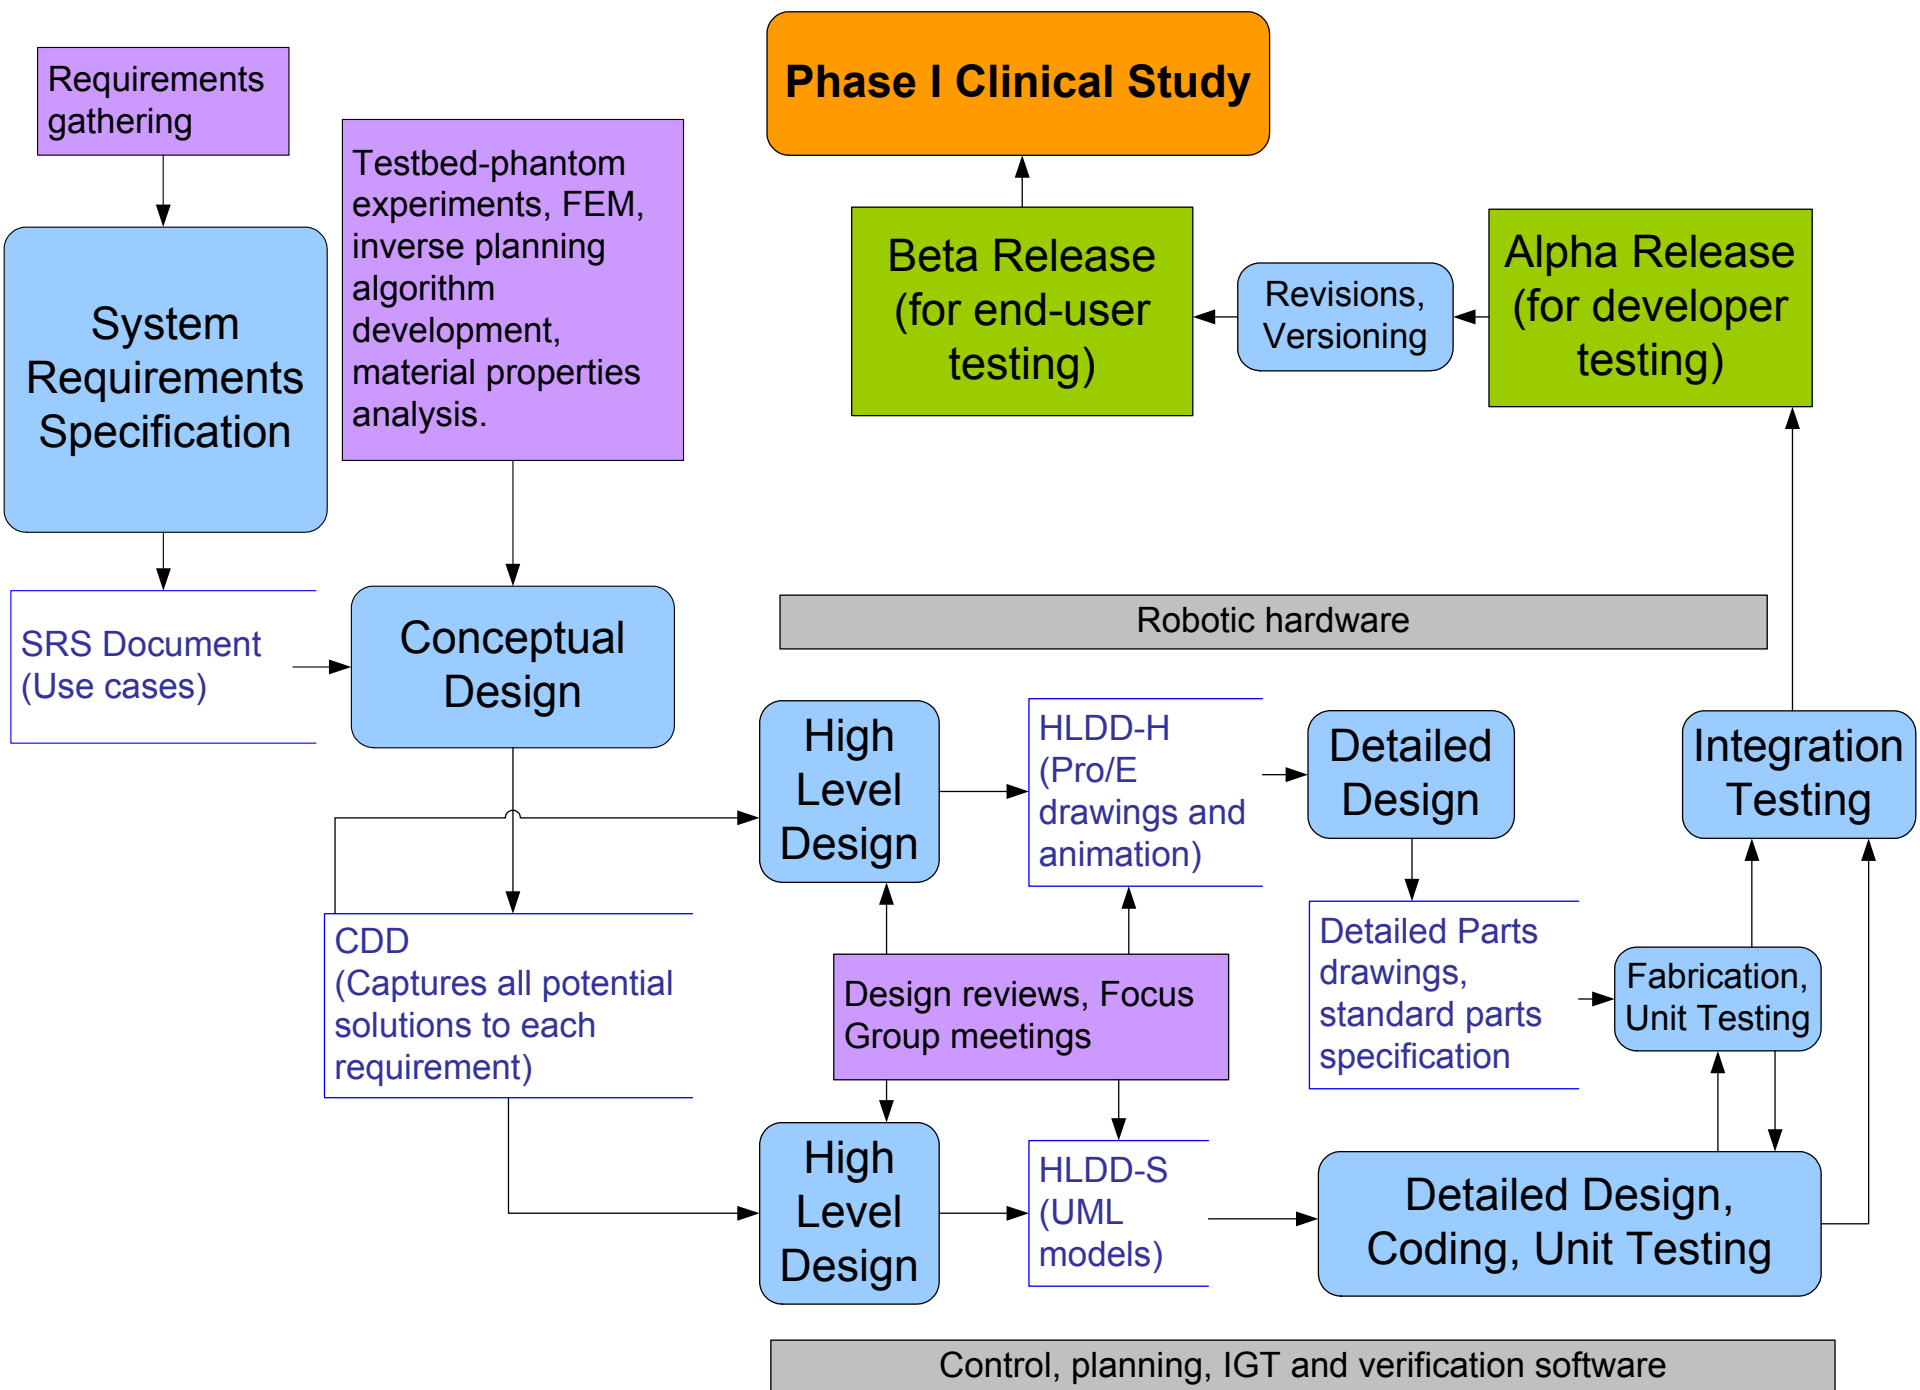 Requirements
gathering
System
Requirements
Specification
SRS Document
(Use cases)
Testbed-phantom
experiments, FEM,
inverse planning
algorithm
development,
material properties
analysis.
Conceptual
Design
CDD
(Captures all potential
solutions to each
requirement)
Phase I Clinical Study
Beta Release
(for end-user
testing)
Revisions,
Versioning
Alpha Release
(for developer
testing)
Robotic hardware
High
Level
Design
HLDD-H
(Pro/E
drawings and
animation)
Detailed
Design
Integration
Testing
Design reviews, Focus
Group meetings
Detailed Parts
drawings,
standard parts
specification
Fabrication,
Unit Testing
High
Level
Design
HLDD-S
(UML
models)
Detailed Design,
Coding, Unit Testing
Control, planning, IGT and verification software